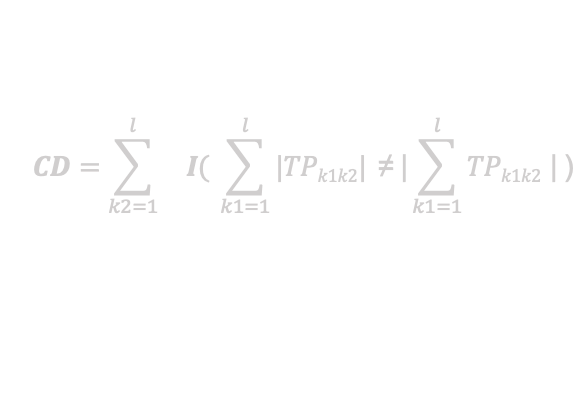 CD = ∑_{k2=1}^{l} I( ∑_{k1=1}^{l} |TP_{k1k2}| ≠ | ∑_{k1=1}^{l} TP_{k1k2} | )